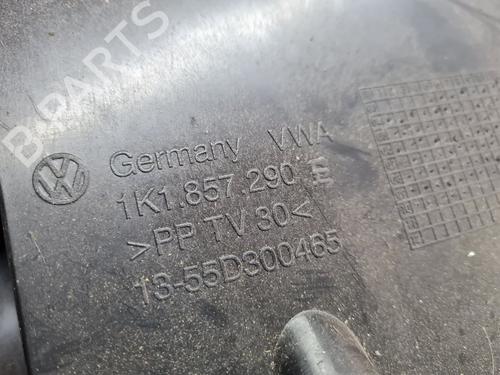 B-PARTS
Germany VWA
1K1.857.290 E
>PP TV 30<
13-55D300465